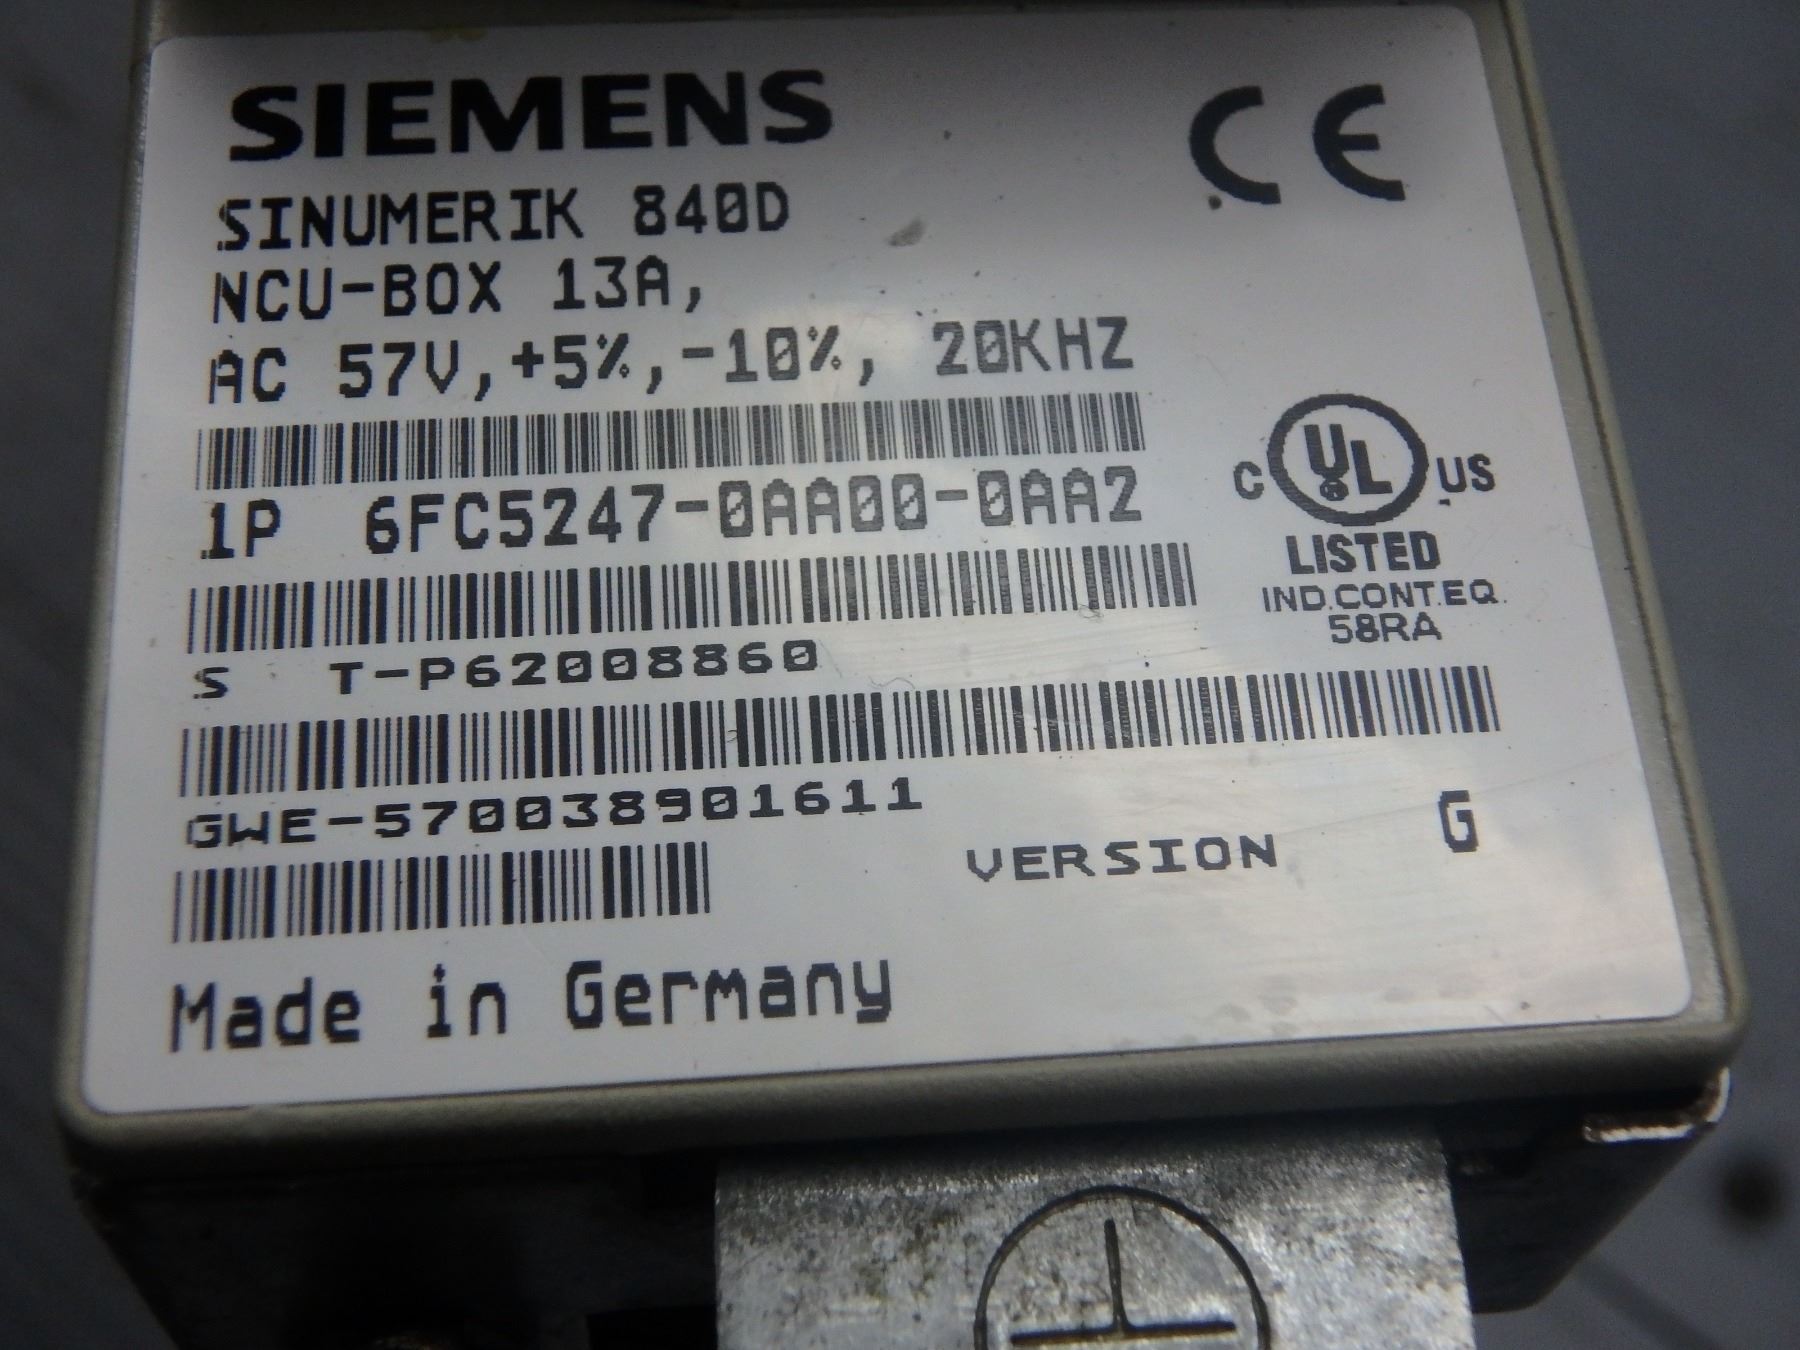 SIEMENS
CE
SINUMERIK 840D
NCU-BOX 13A,
AC 57V,+5%,-10%, 20KHZ
1P 6FC5247-0AA00-0AA2
C UL US
LISTED
IND.CONT.EQ.
58RA
S T-P62008860
GWE-570038901611
VERSION G
Made in Germany